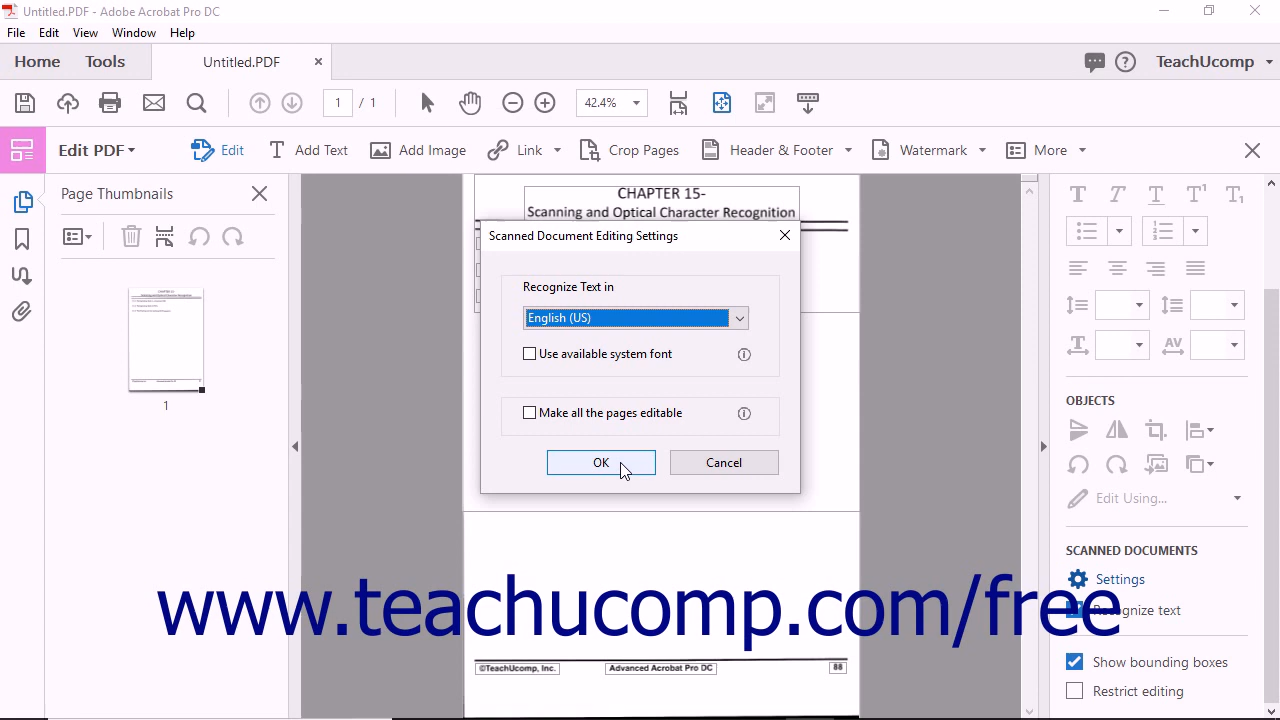 Untitled.PDF - Adobe Acrobat Pro DC
File Edit View Window Help
Home Tools Untitled.PDF × TeachUcomp
1 / 1 42.4%
Edit PDF Edit Add Text Add Image Link Crop Pages Header & Footer Watermark More
Page Thumbnails
1
CHAPTER 15-
Scanning and Optical Character Recognition
Scanned Document Editing Settings
Recognize Text in
English (US)
Use available system font
Make all the pages editable
OK Cancel
OBJECTS
Edit Using...
SCANNED DOCUMENTS
Settings
Recognize text
Show bounding boxes
Restrict editing
www.teachucomp.com/free
©TeachUcomp, Inc. Advanced Acrobat Pro DC 88